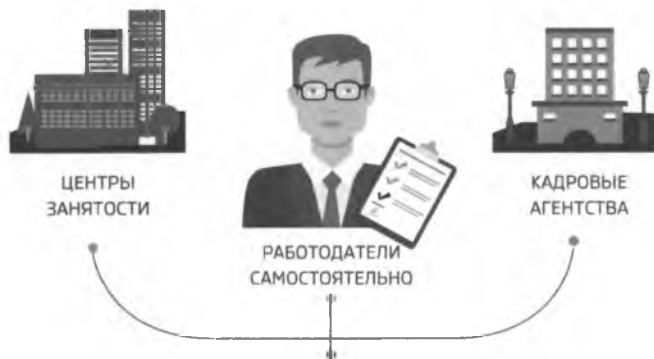 ЦЕНТРЫ
ЗАНЯТОСТИ
РАБОТОДАТЕЛИ
САМОСТОЯТЕЛЬНО
КАДРОВЫЕ
АГЕНТСТВА